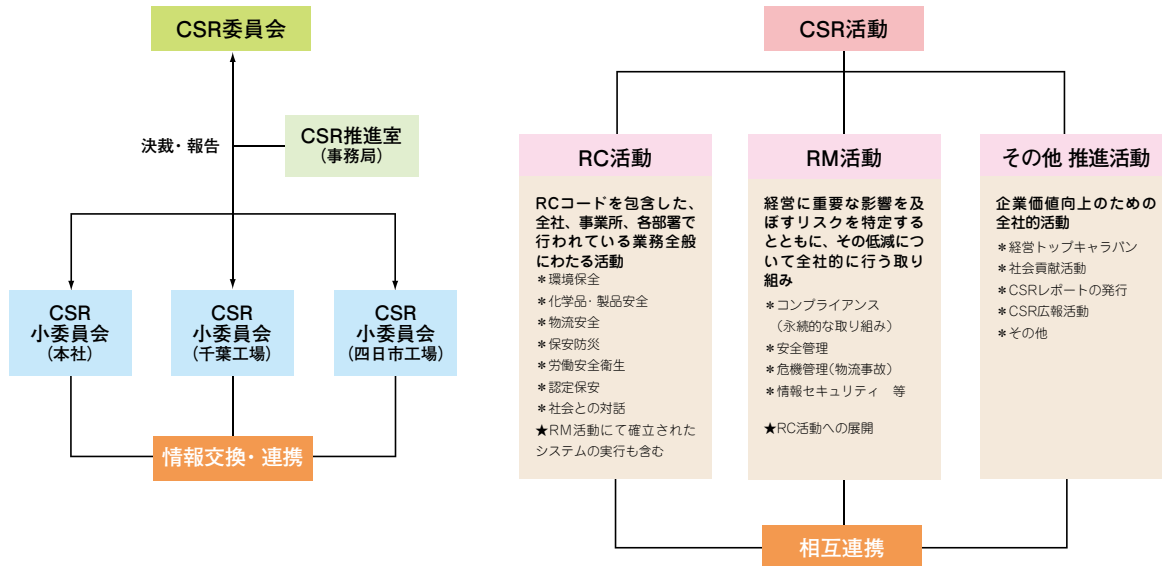 CSR委員会
決裁・報告
CSR推進室
(事務局)
CSR
小委員会
(本社)
CSR
小委員会
(千葉工場)
CSR
小委員会
(四日市工場)
情報交換・連携
CSR活動
RC活動
RCコードを包含した、
全社、事業所、各部署で
行われている業務全般
にわたる活動
＊環境保全
＊化学品・製品安全
＊物流安全
＊保安防災
＊労働安全衛生
＊認定保安
＊社会との対話
★RM活動にて確立された
システムの実行も含む
RM活動
経営に重要な影響を及
ぼすリスクを特定する
とともに、その低減につ
いて全社的に行う取り
組み
＊コンプライアンス
（永続的な取り組み）
＊安全管理
＊危機管理(物流事故)
＊情報セキュリティ　等
★RC活動への展開
その他 推進活動
企業価値向上のための
全社的活動
＊経営トップキャラバン
＊社会貢献活動
＊CSRレポートの発行
＊CSR広報活動
＊その他
相互連携